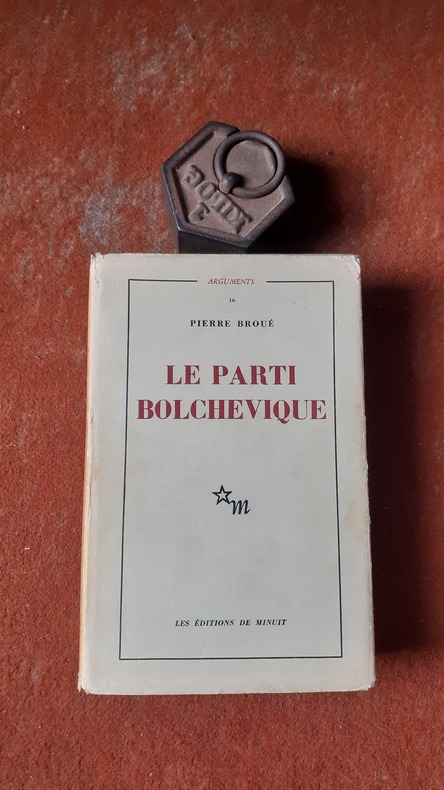 ARGUMENTS
16
PIERRE BROUÉ
LE PARTI
BOLCHEVIQUE
m
LES ÉDITIONS DE MINUIT